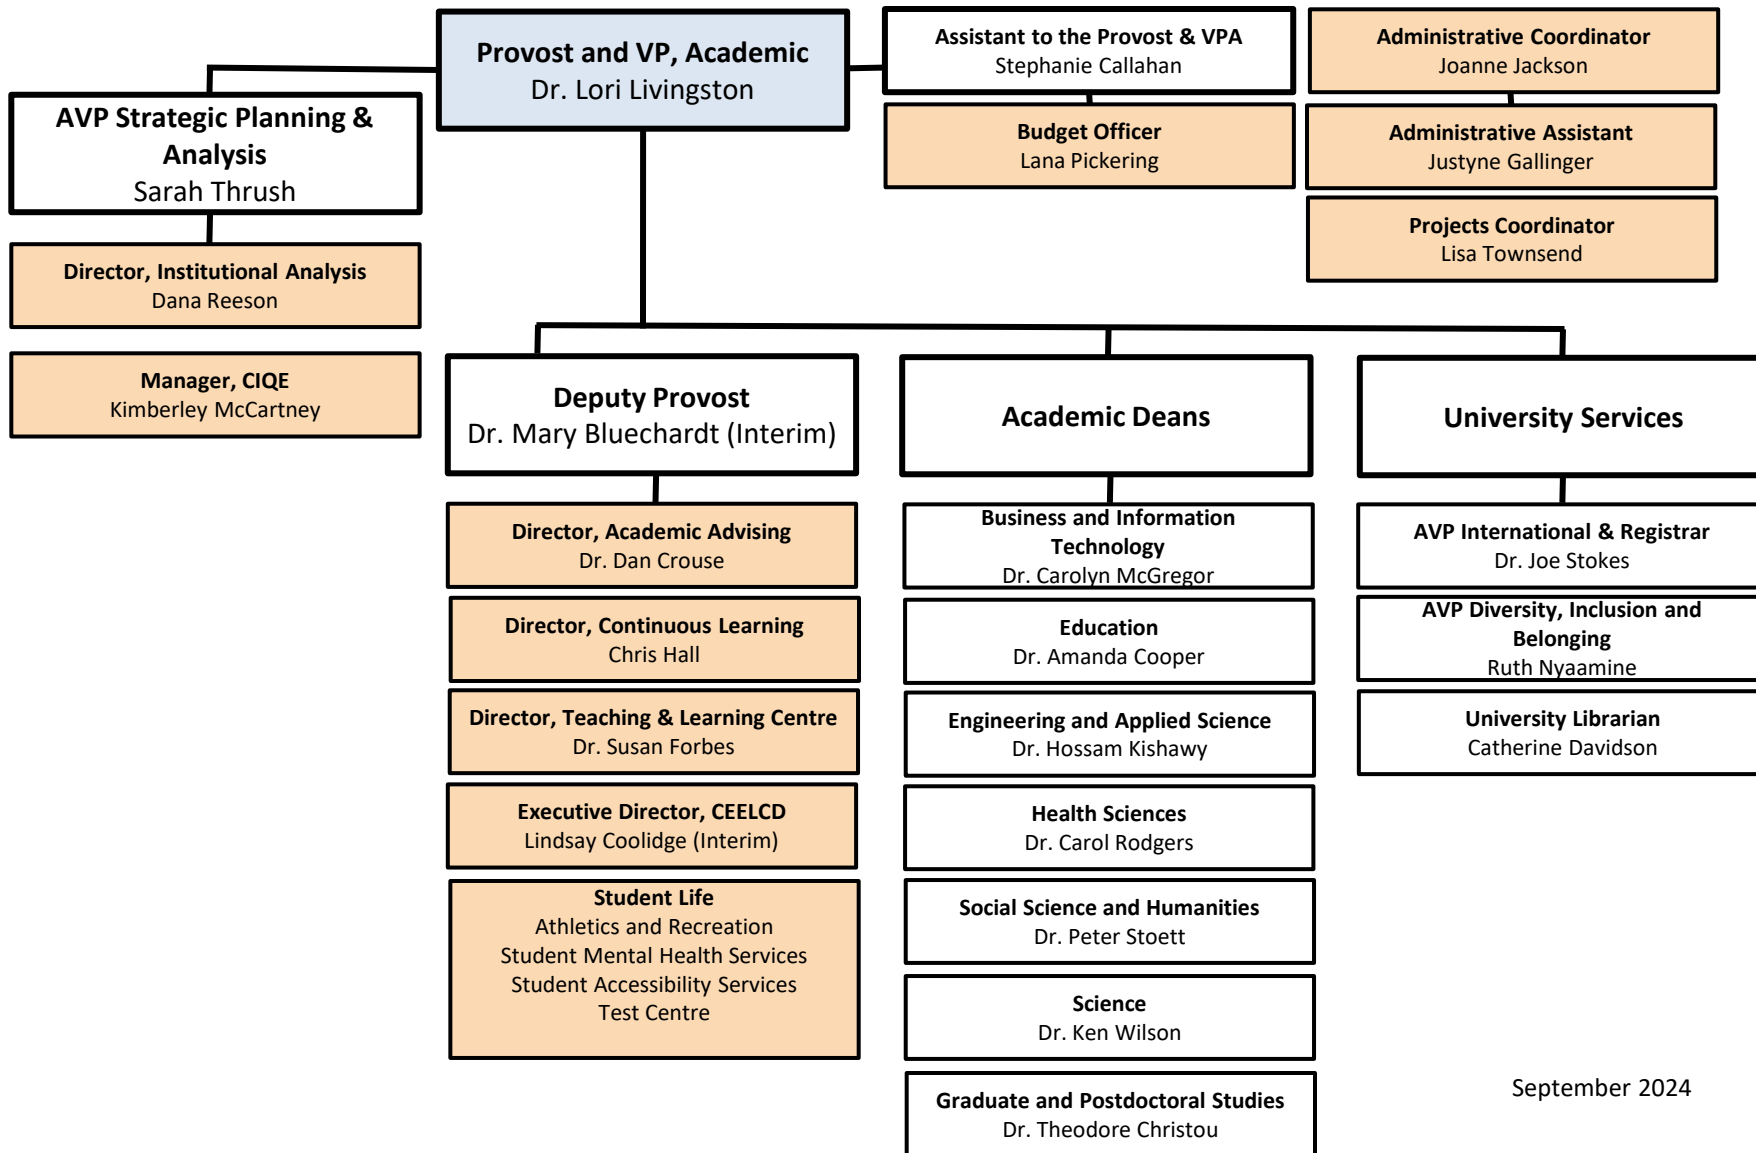 Provost and VP, Academic
Dr. Lori Livingston
Assistant to the Provost & VPA
Stephanie Callahan
Administrative Coordinator
Joanne Jackson
AVP Strategic Planning &
Analysis
Sarah Thrush
Budget Officer
Lana Pickering
Administrative Assistant
Justyne Gallinger
Projects Coordinator
Lisa Townsend
Director, Institutional Analysis
Dana Reeson
Manager, CIQE
Kimberley McCartney
Deputy Provost
Dr. Mary Bluechardt (Interim)
Director, Academic Advising
Dr. Dan Crouse
Director, Continuous Learning
Chris Hall
Director, Teaching & Learning Centre
Dr. Susan Forbes
Executive Director, CEELCD
Lindsay Coolidge (Interim)
Student Life
Athletics and Recreation
Student Mental Health Services
Student Accessibility Services
Test Centre
Academic Deans
Business and Information
Technology
Dr. Carolyn McGregor
Education
Dr. Amanda Cooper
Engineering and Applied Science
Dr. Hossam Kishawy
Health Sciences
Dr. Carol Rodgers
Social Science and Humanities
Dr. Peter Stoett
Science
Dr. Ken Wilson
Graduate and Postdoctoral Studies
Dr. Theodore Christou
University Services
AVP International & Registrar
Dr. Joe Stokes
AVP Diversity, Inclusion and
Belonging
Ruth Nyaamine
University Librarian
Catherine Davidson
September 2024